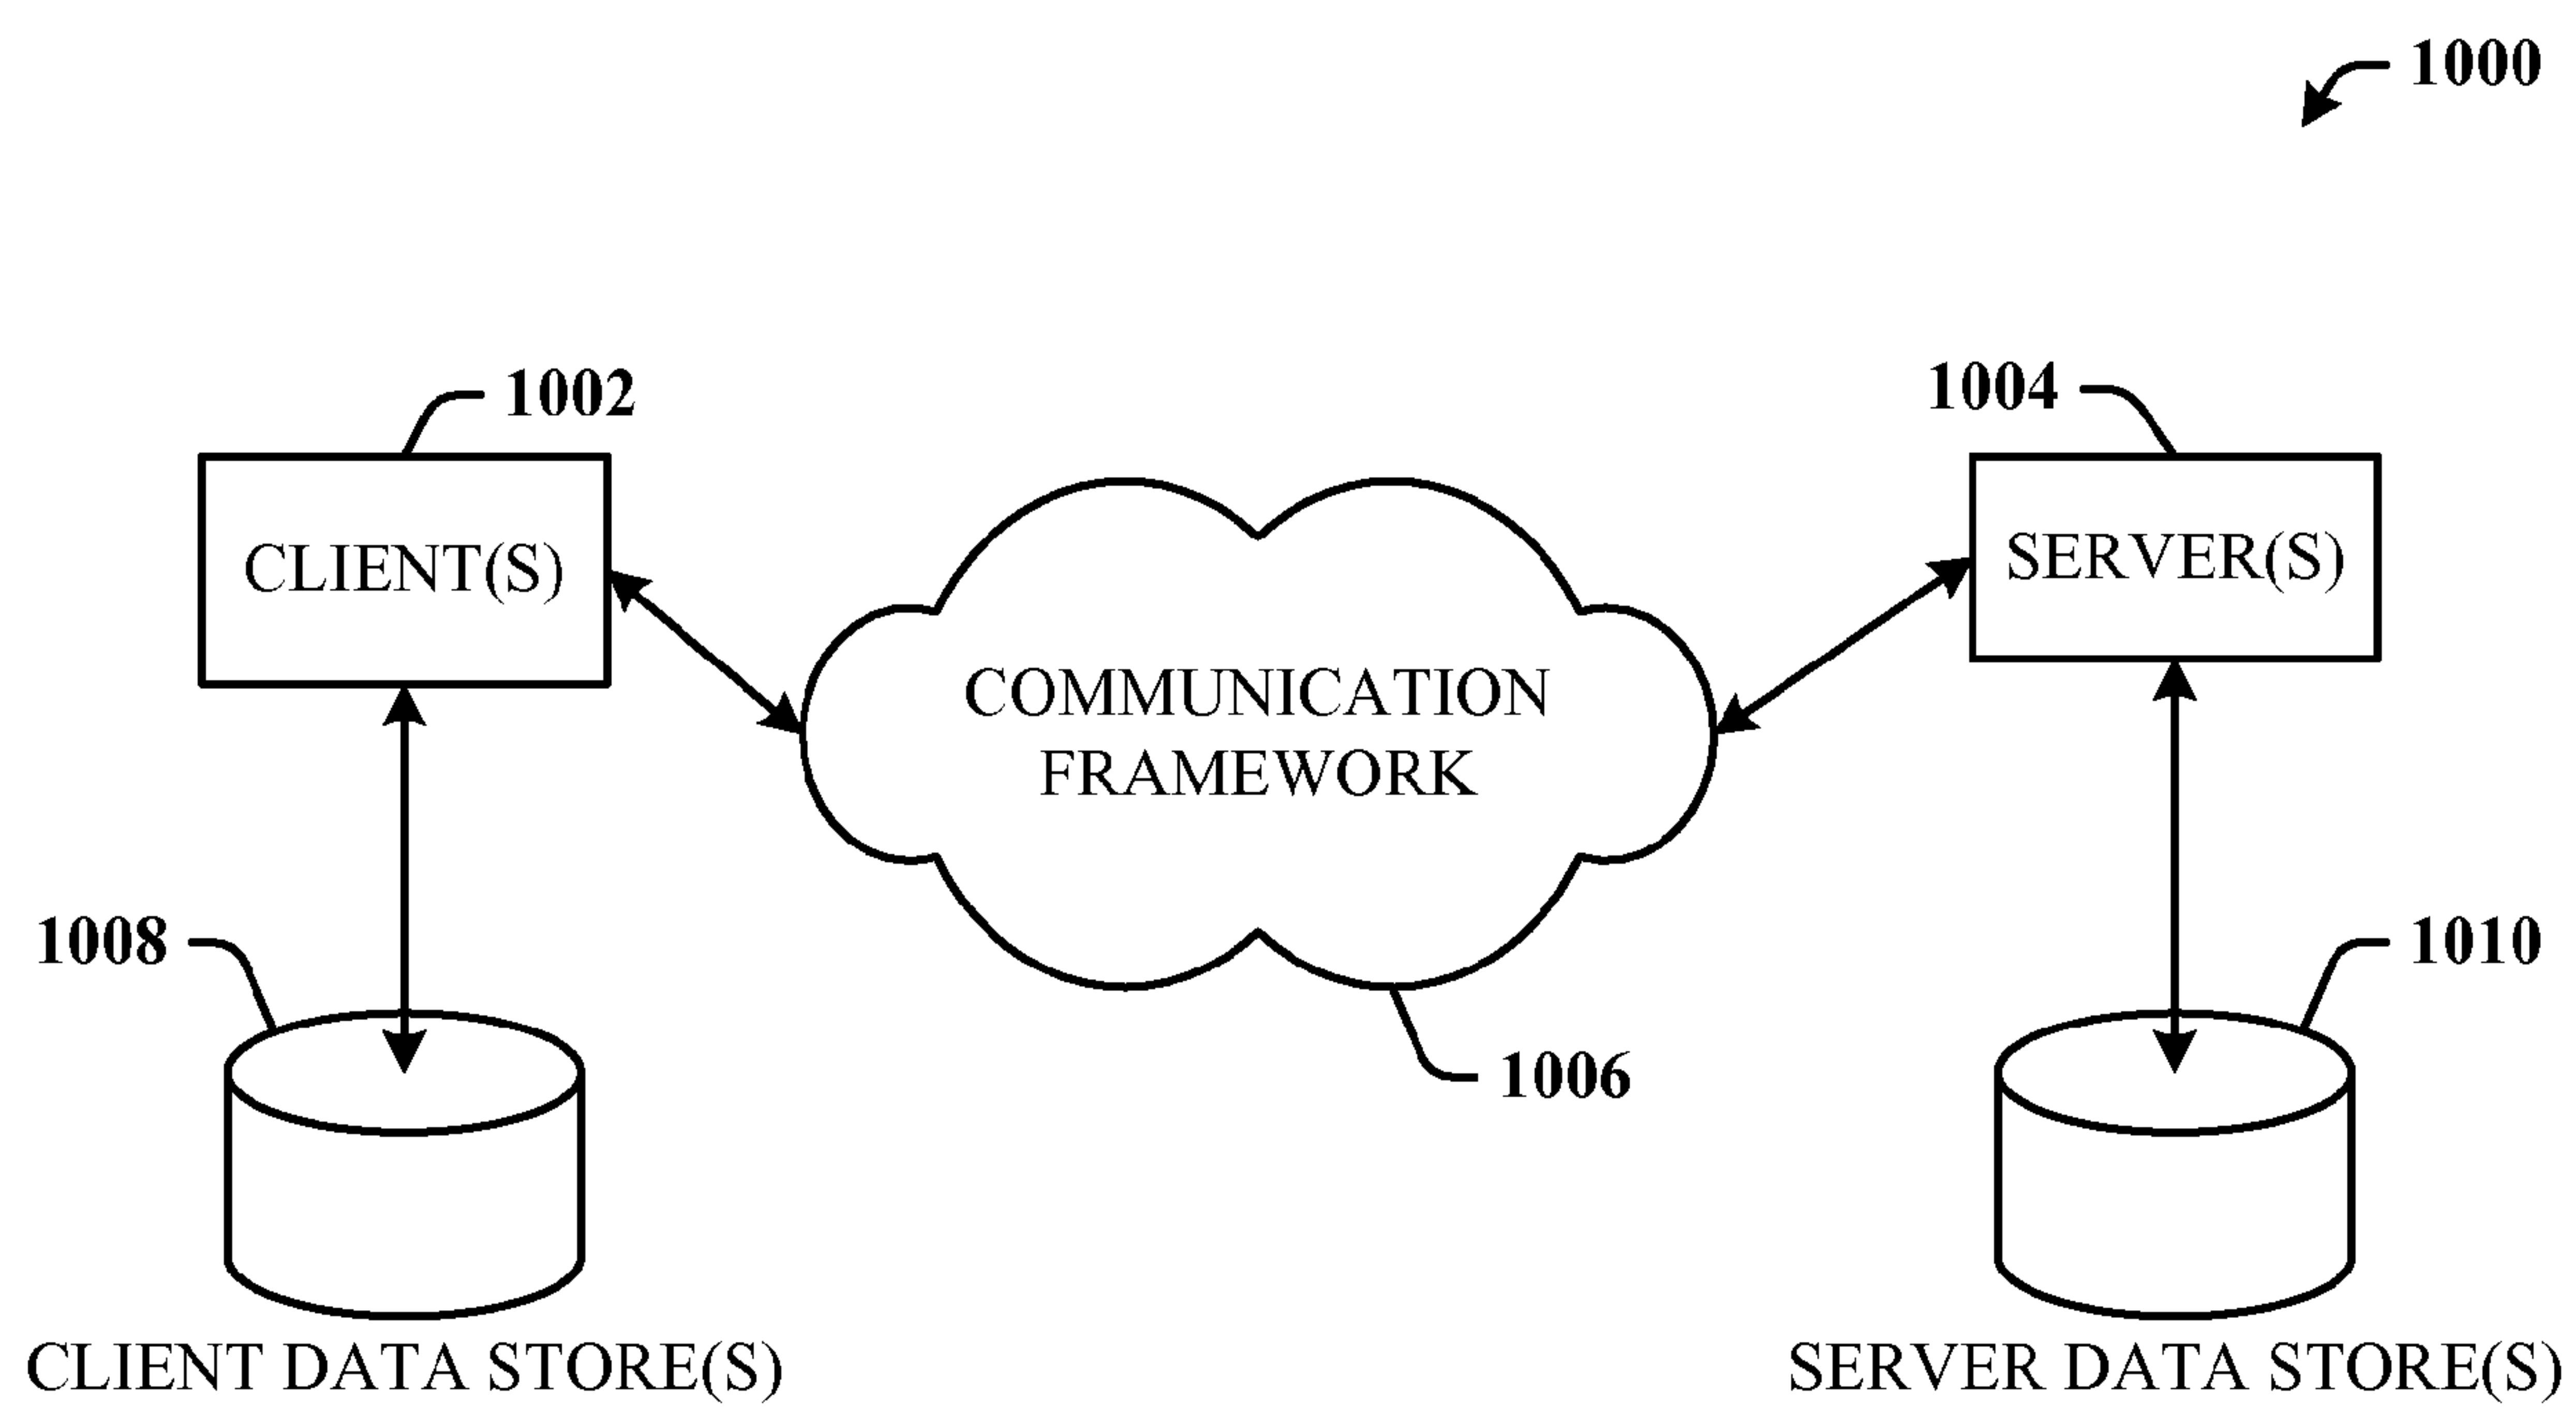 1000
1002
1004
CLIENT(S)
SERVER(S)
COMMUNICATION
FRAMEWORK
1008
1010
1006
CLIENT DATA STORE(S)
SERVER DATA STORE(S)